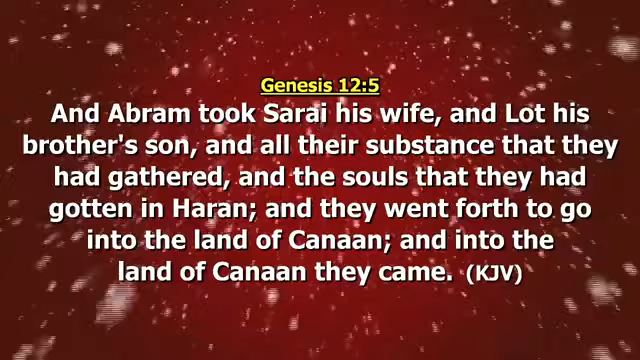 Genesis 12:5
And Abram took Sarai his wife, and Lot his
brother's son, and all their substance that they
had gathered, and the souls that they had
gotten in Haran; and they went forth to go
into the land of Canaan; and into the
land of Canaan they came. (KJV)